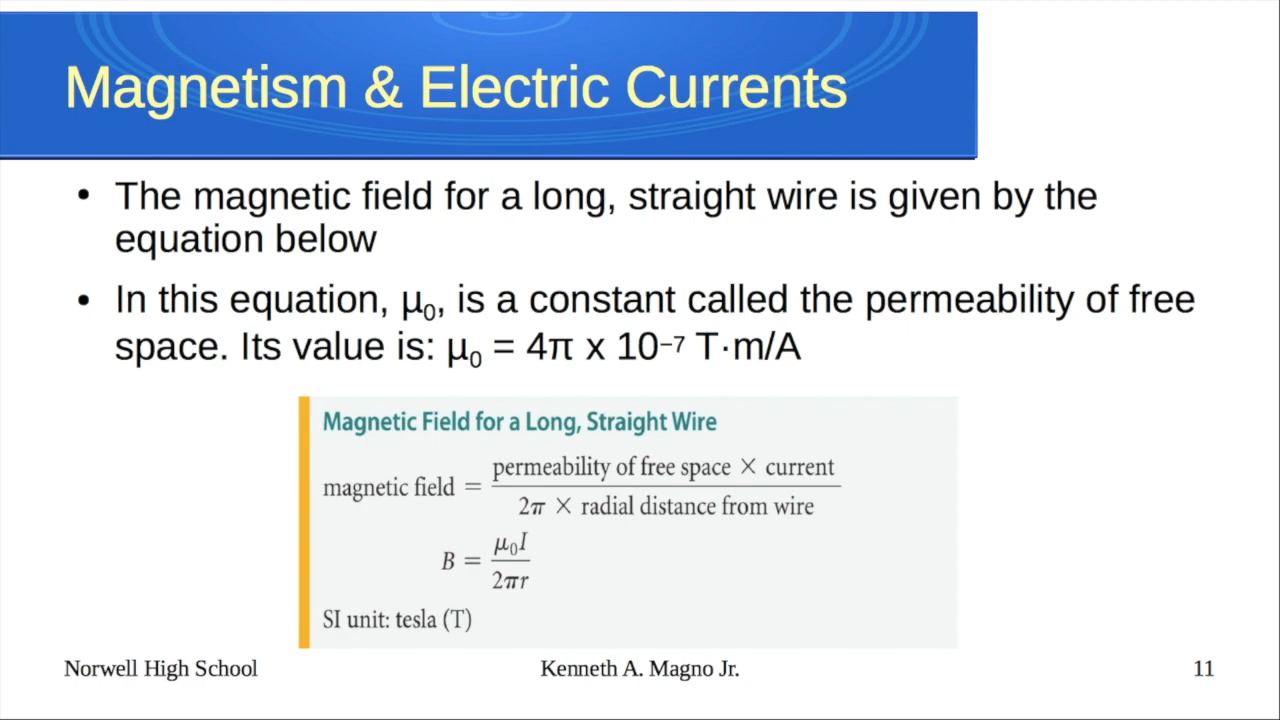 Magnetism & Electric Currents
• The magnetic field for a long, straight wire is given by the
equation below
• In this equation, µ₀, is a constant called the permeability of free
space. Its value is: µ₀ = 4π x 10⁻⁷ T·m/A
Magnetic Field for a Long, Straight Wire
magnetic field = permeability of free space × current / 2π × radial distance from wire
B = μ₀I / 2πr
SI unit: tesla (T)
Norwell High School Kenneth A. Magno Jr. 11